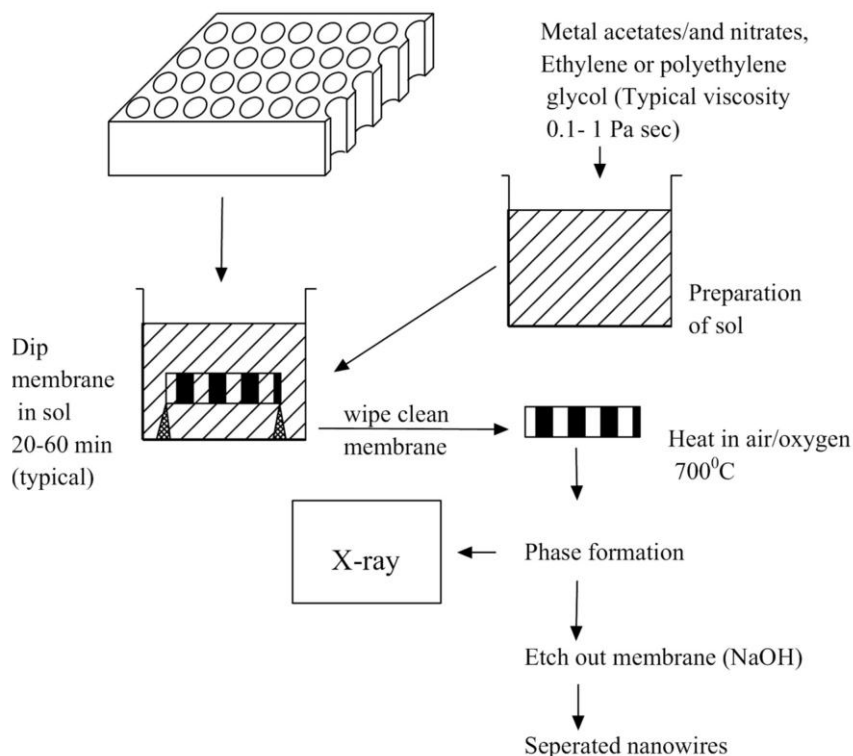 Metal acetates/and nitrates,
Ethylene or polyethylene
glycol (Typical viscosity
0.1- 1 Pa sec)
Preparation
of sol
Dip
membrane
in sol
20-60 min
(typical)
wipe clean
membrane
Heat in air/oxygen
700⁰C
Phase formation
X-ray
Etch out membrane (NaOH)
Seperated nanowires